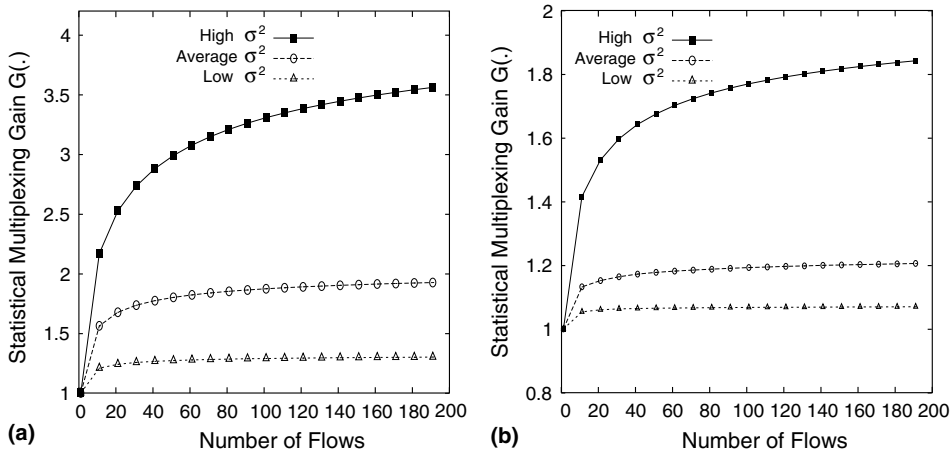 4
3.5
3
2.5
2
1.5
1
Statistical Multiplexing Gain G(.)
High σ²
Average σ²
Low σ²
0 20 40 60 80 100 120 140 160 180 200
Number of Flows
(a)
2
1.8
1.6
1.4
1.2
1
0.8
Statistical Multiplexing Gain G(.)
High σ²
Average σ²
Low σ²
0 20 40 60 80 100 120 140 160 180 200
Number of Flows
(b)